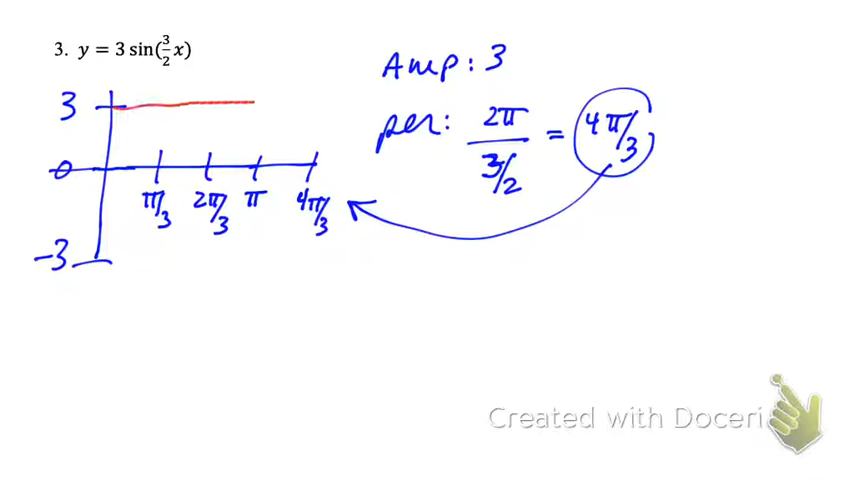 3. y = 3 sin(3/2 x)
Amp: 3
per: 2π / 3/2 = 4π/3
3
0
π/3 2π/3 π 4π/3
-3
Created with Doceri